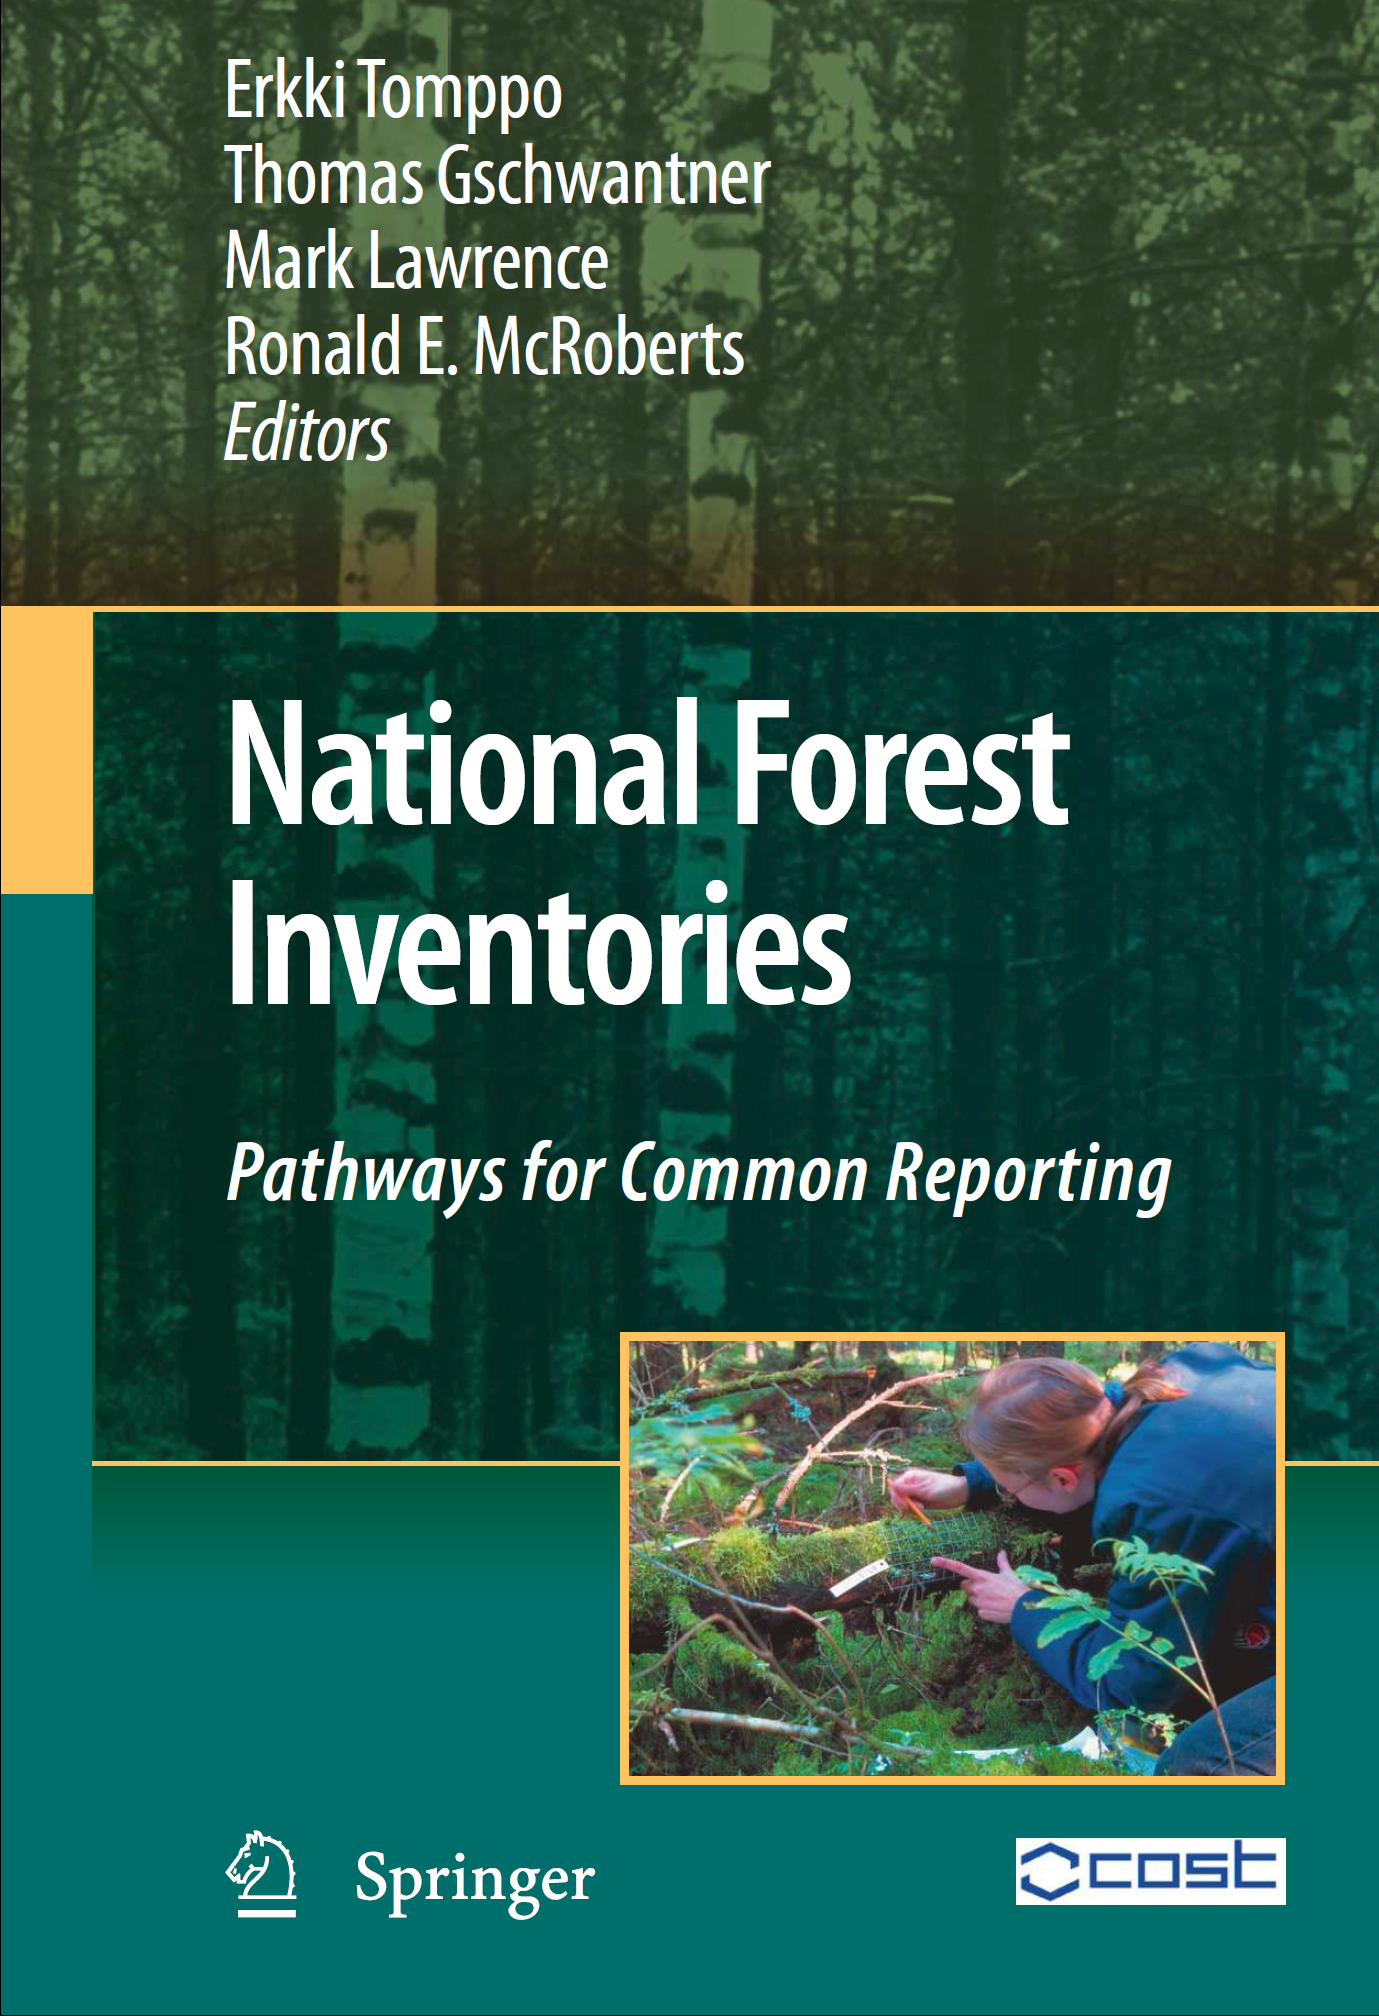 Erkki Tomppo
Thomas Gschwantner
Mark Lawrence
Ronald E. McRoberts
Editors
National Forest
Inventories
Pathways for Common Reporting
Springer
cost